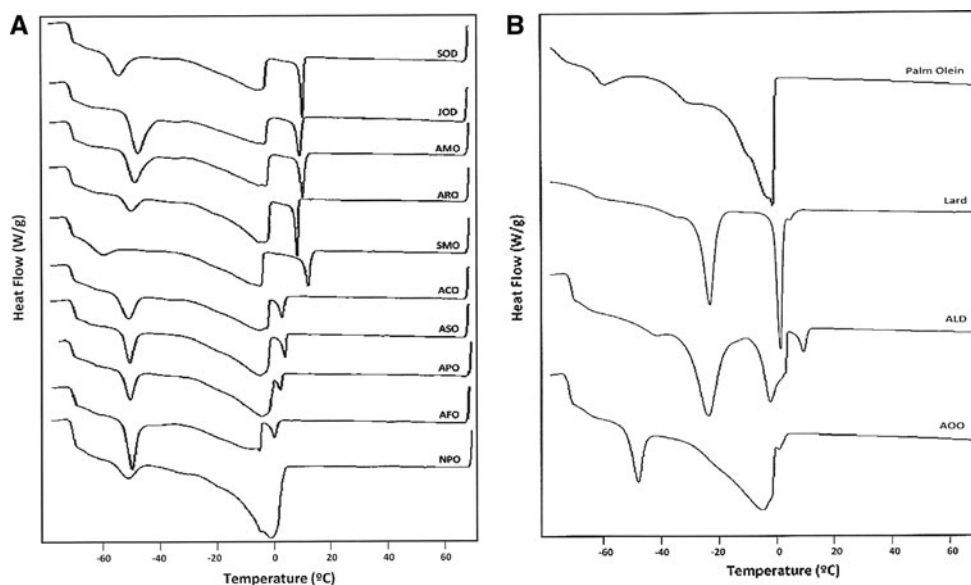 A
SOD
JOD
AMO
ARO
SMO
ACO
ASO
APO
AFO
NPO
Heat Flow (W/g)
-60 -40 -20 0 20 40 60
Temperature (ºC)
B
Palm Olein
Lard
ALD
AOO
Heat Flow (W/g)
-60 -40 -20 0 20 40 60
Temperature (ºC)